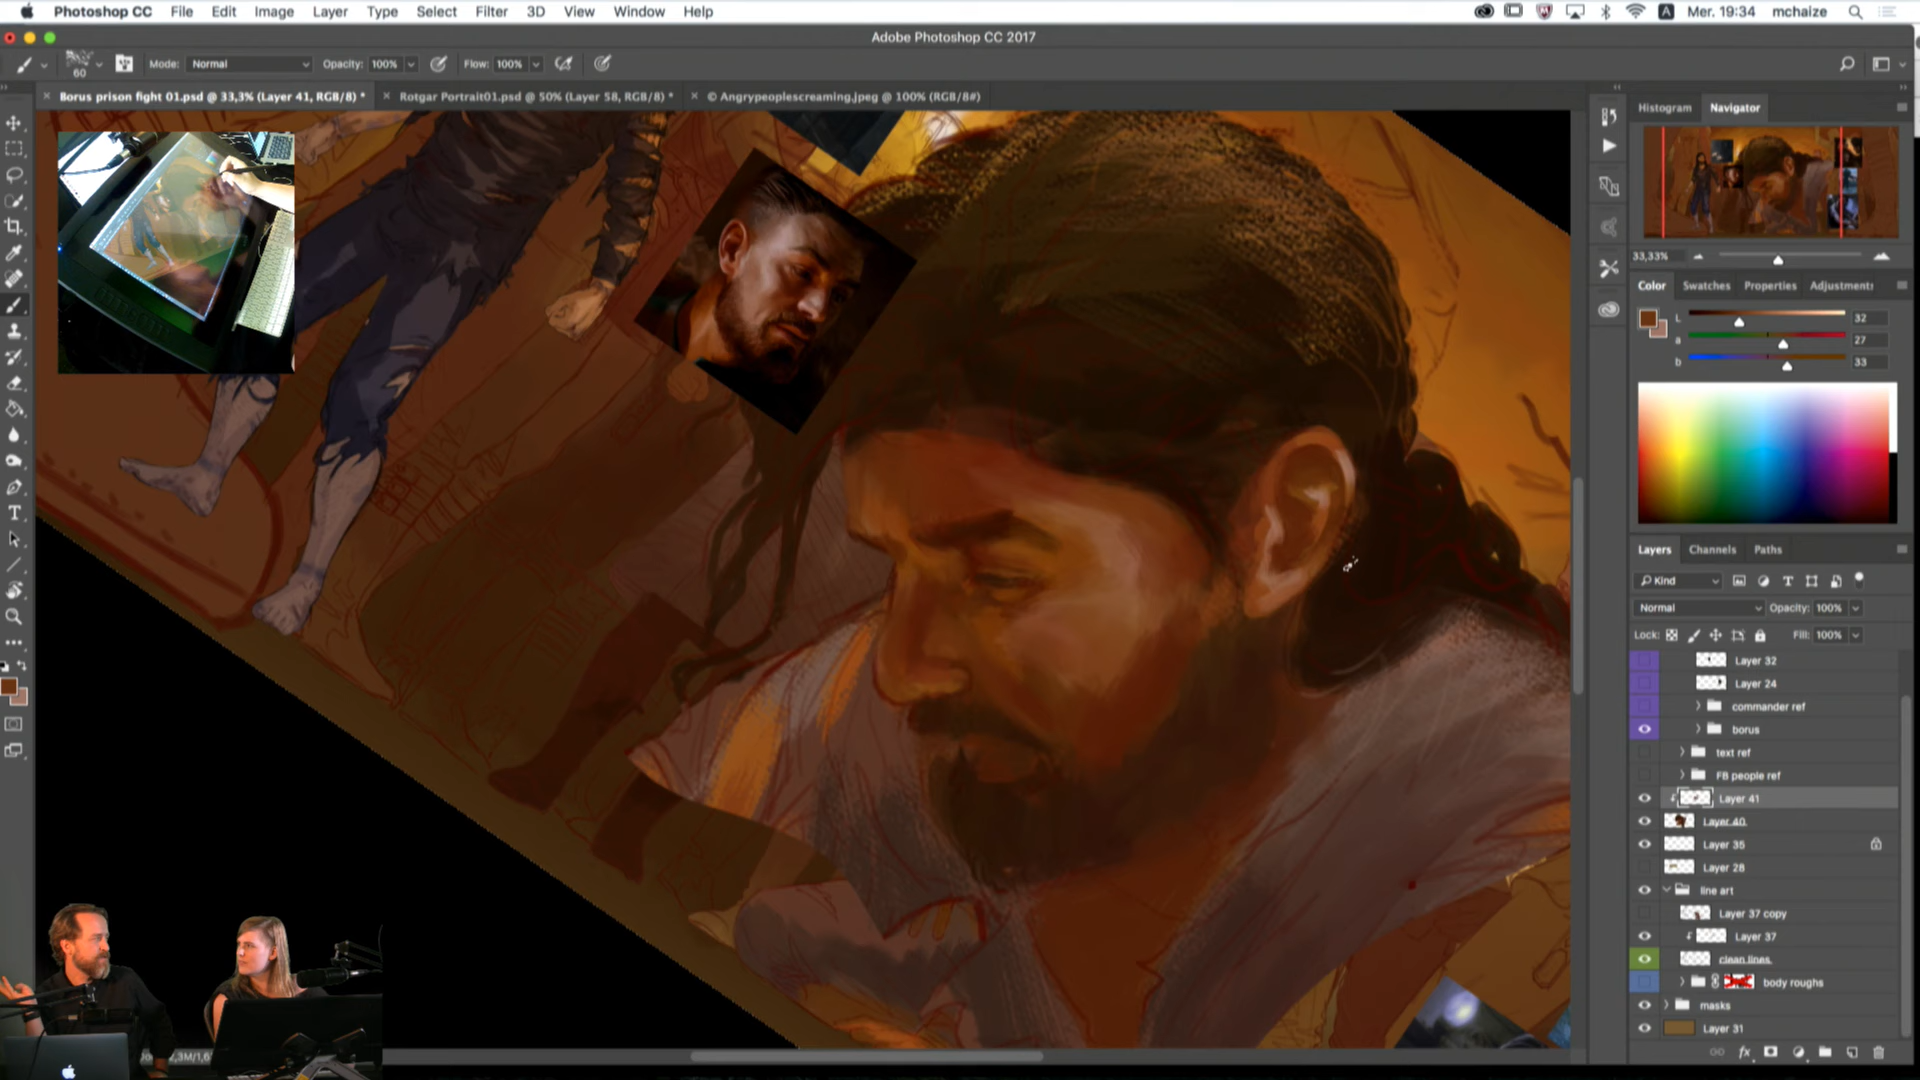 Photoshop CC File Edit Image Layer Type Select Filter 3D View Window Help A Mer. 19:34 mchaize
Adobe Photoshop CC 2017
60 Mode: Normal Opacity: 100% Flow: 100%
Borus prison fight 01.psd @ 33,3% (Layer 41, RGB/8) * Rotgar Portrait01.psd @ 50% (Layer 58, RGB/8) * © Angrypeoplescreaming.jpeg @ 100% (RGB/8#)
Histogram Navigator
33,33%
Color Swatches Properties Adjustments
L 32
a 27
b 33
Layers Channels Paths
Kind
Normal Opacity: 100%
Lock: Fill: 100%
Layer 32
Layer 24
commander ref
borus
text ref
FB people ref
Layer 41
Layer 40
Layer 35
Layer 28
line art
Layer 37 copy
Layer 37
clean lines
body roughs
masks
Layer 31
fx